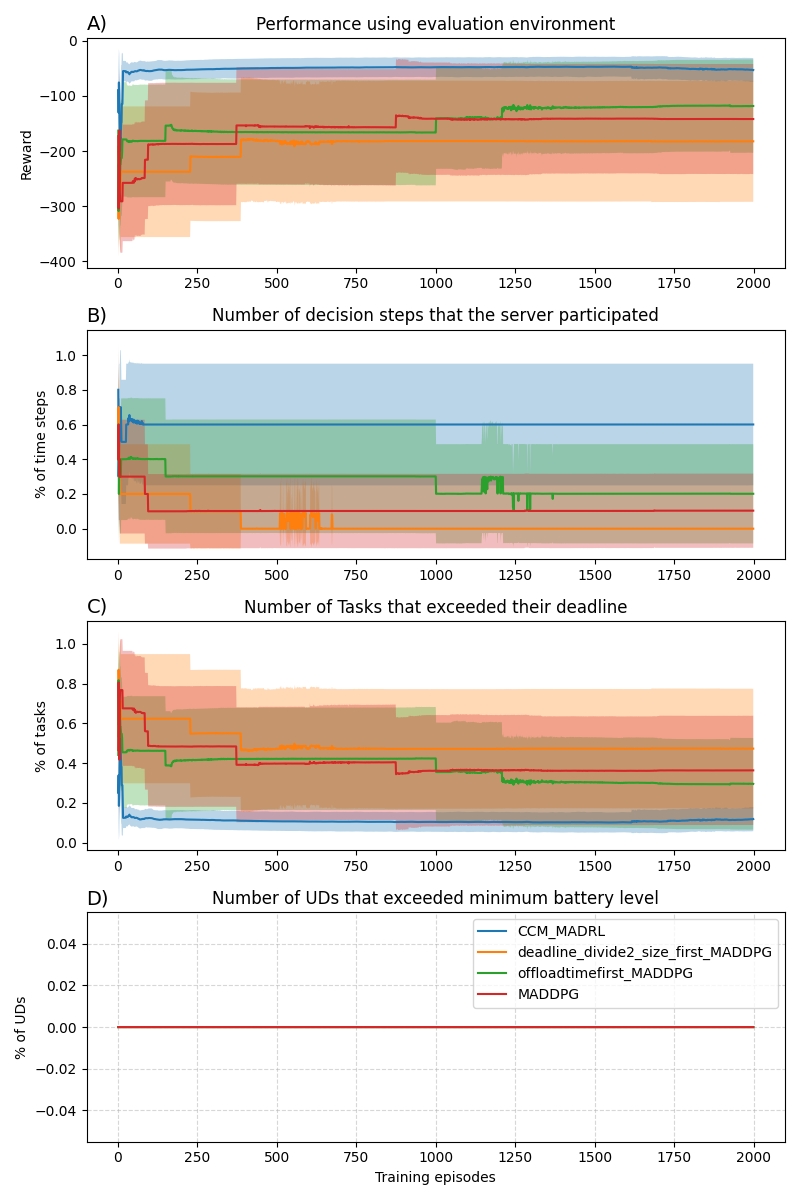 A) Performance using evaluation environment
0
−100
−200
−300
−400
Reward
0 250 500 750 1000 1250 1500 1750 2000
B) Number of decision steps that the server participated
1.0
0.8
0.6
0.4
0.2
0.0
% of time steps
0 250 500 750 1000 1250 1500 1750 2000
C) Number of Tasks that exceeded their deadline
1.0
0.8
0.6
0.4
0.2
0.0
% of tasks
0 250 500 750 1000 1250 1500 1750 2000
D) Number of UDs that exceeded minimum battery level
0.04
0.02
0.00
−0.02
−0.04
% of UDs
CCM_MADRL
deadline_divide2_size_first_MADDPG
offloadtimefirst_MADDPG
MADDPG
0 250 500 750 1000 1250 1500 1750 2000
Training episodes